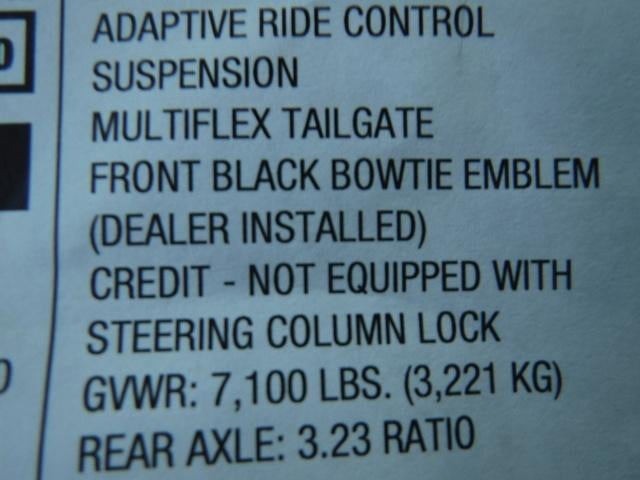 ADAPTIVE RIDE CONTROL
SUSPENSION
MULTIFLEX TAILGATE
FRONT BLACK BOWTIE EMBLEM
(DEALER INSTALLED)
CREDIT - NOT EQUIPPED WITH
STEERING COLUMN LOCK
GVWR: 7,100 LBS. (3,221 KG)
REAR AXLE: 3.23 RATIO